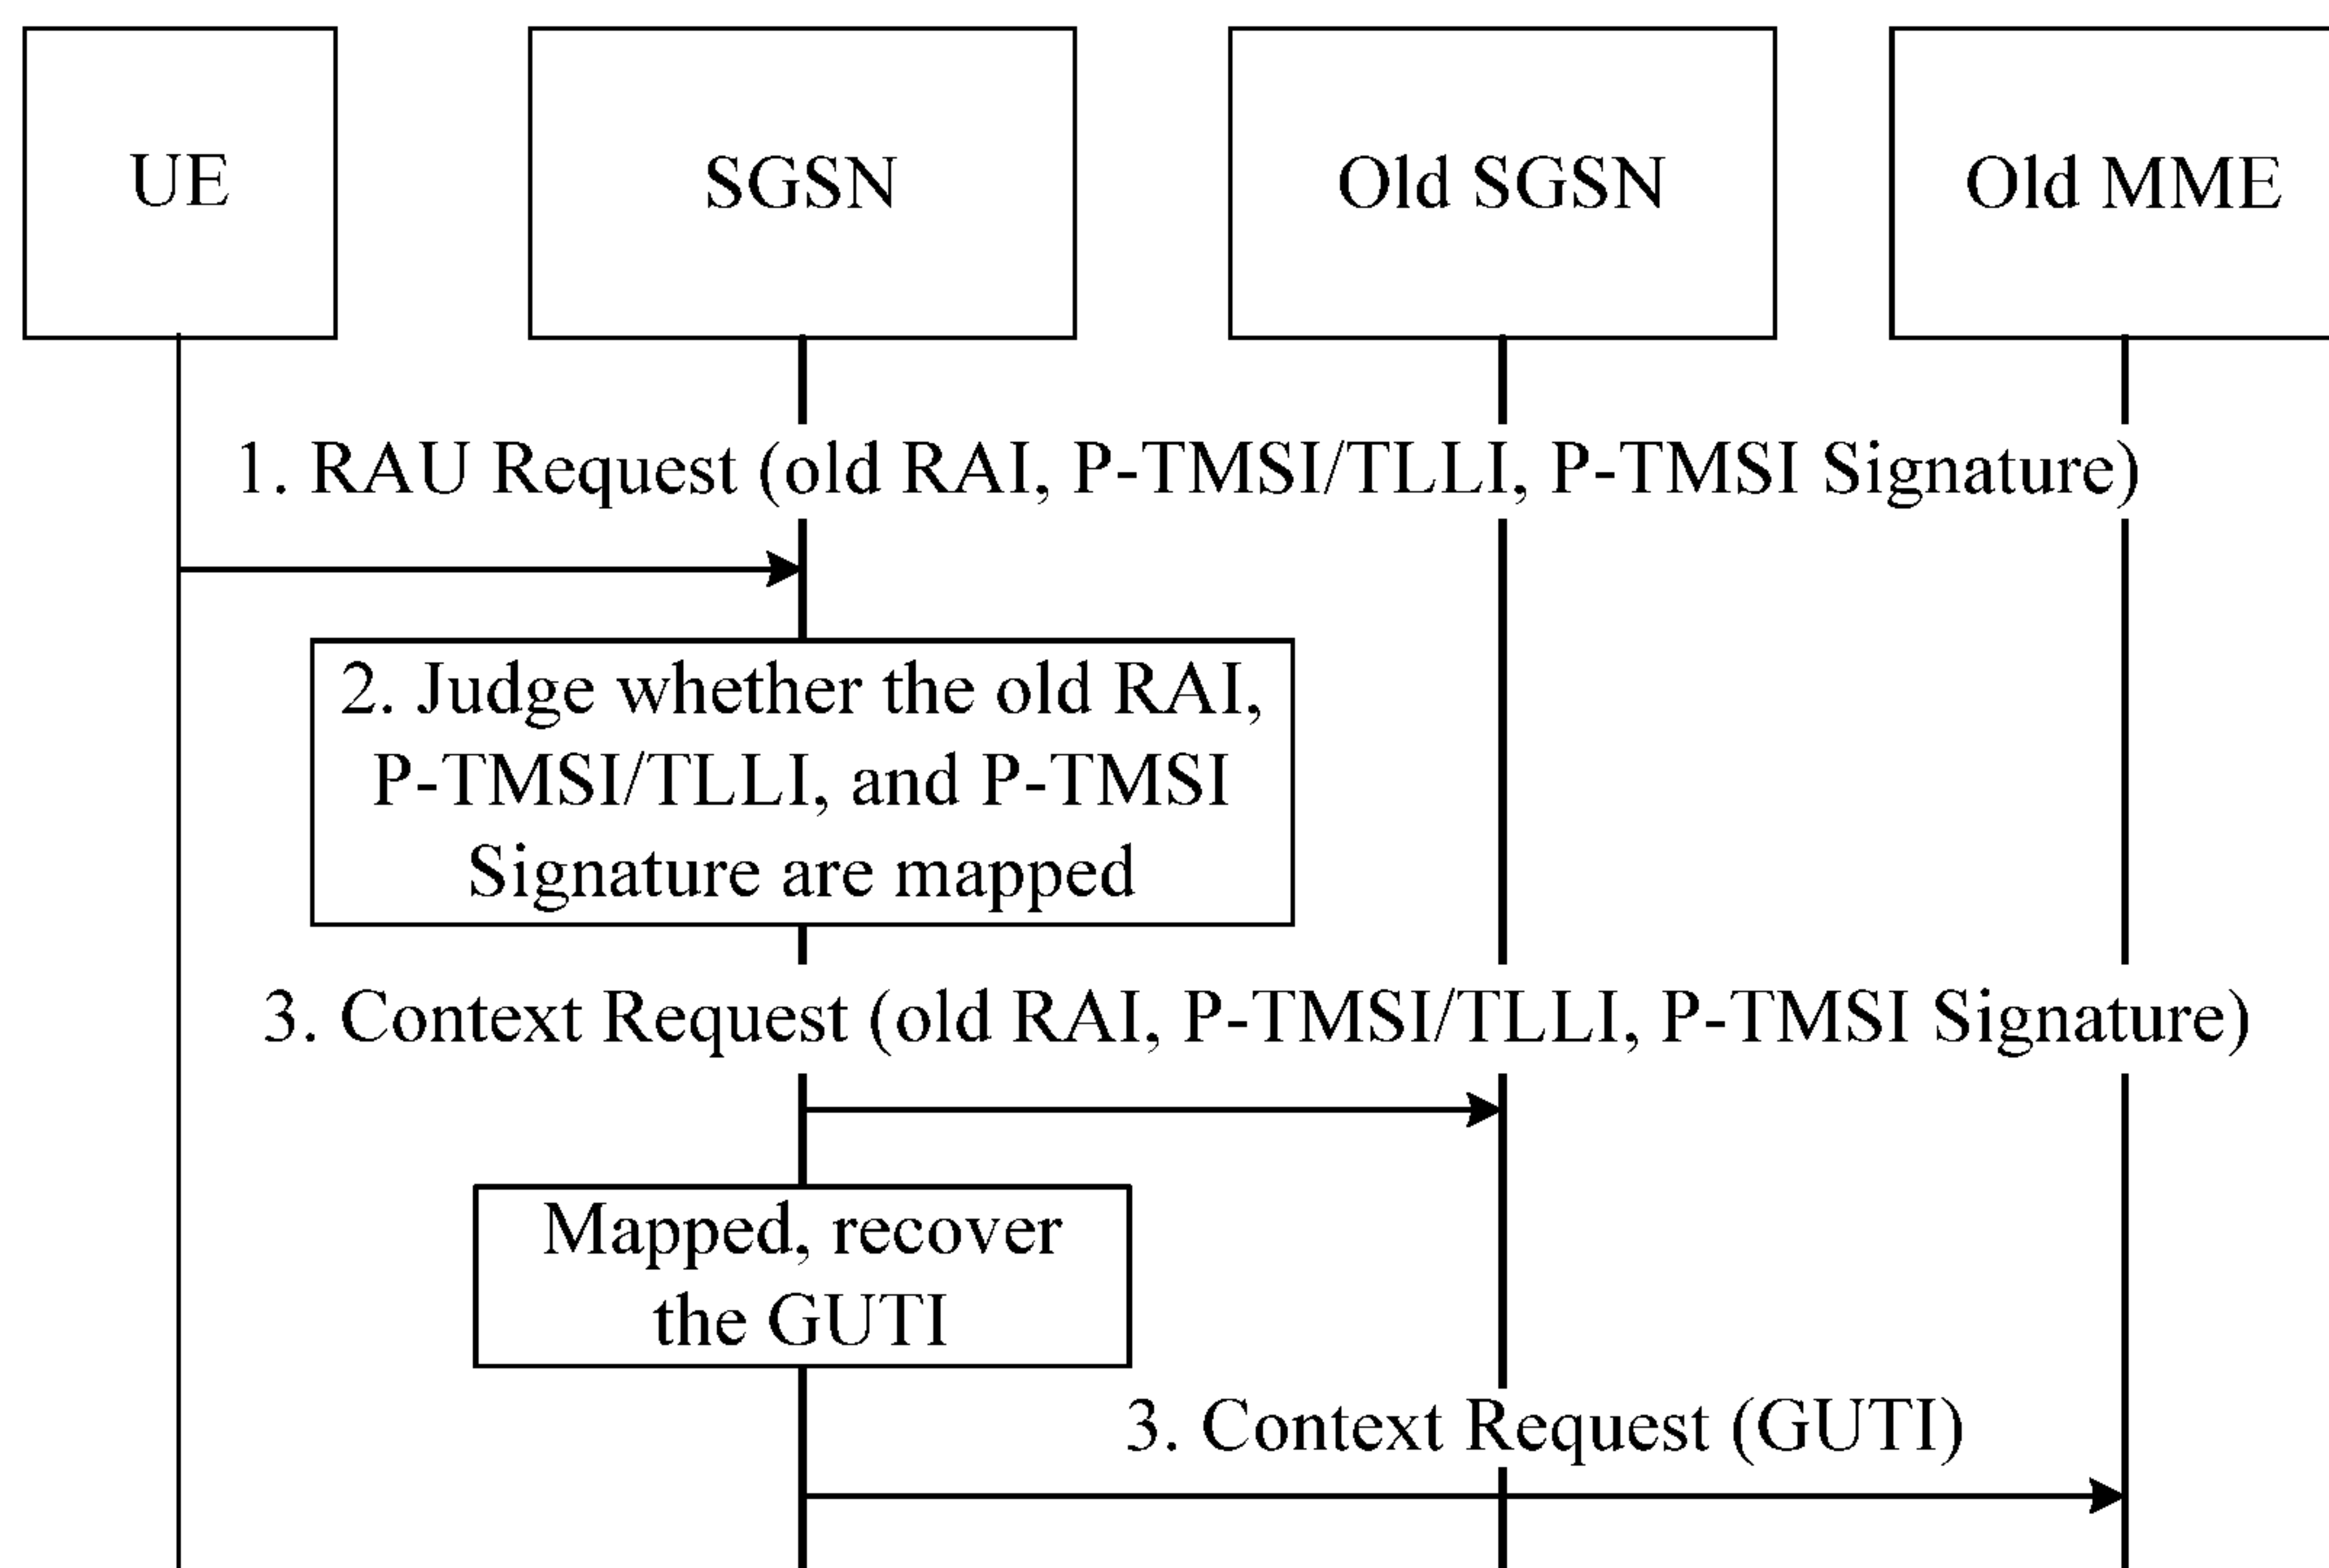 UE
SGSN
Old SGSN
Old MME
1. RAU Request (old RAI, P-TMSI/TLLI, P-TMSI Signature)
2. Judge whether the old RAI,
P-TMSI/TLLI, and P-TMSI
Signature are mapped
3. Context Request (old RAI, P-TMSI/TLLI, P-TMSI Signature)
Mapped, recover
the GUTI
3. Context Request (GUTI)